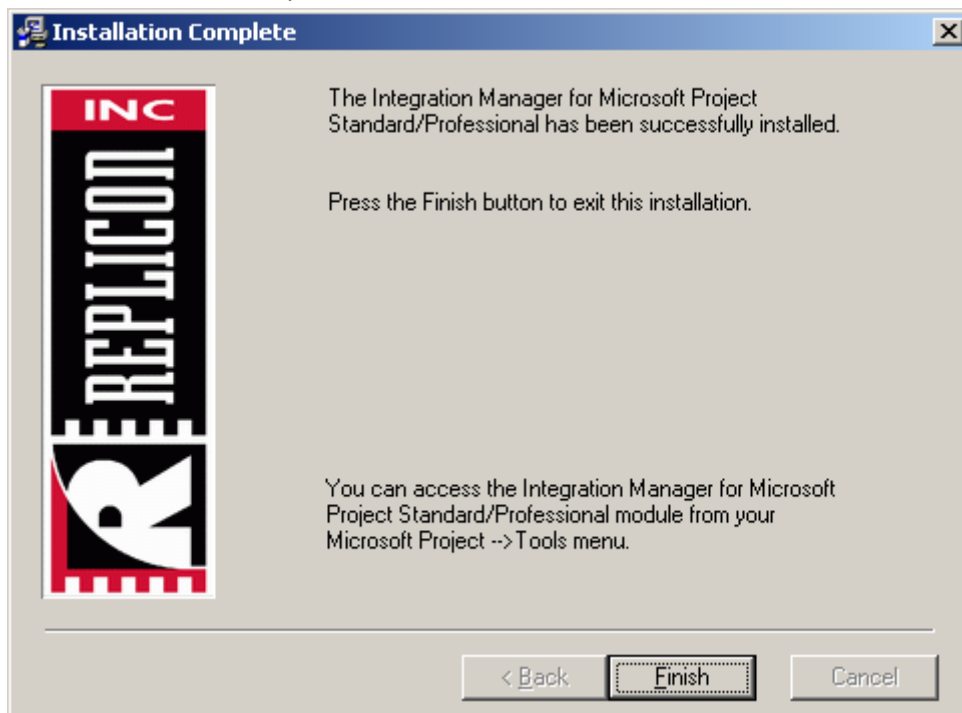 Installation Complete
INC
REPLICON
R
The Integration Manager for Microsoft Project
Standard/Professional has been successfully installed.
Press the Finish button to exit this installation.
You can access the Integration Manager for Microsoft
Project Standard/Professional module from your
Microsoft Project -->Tools menu.
< Back
Finish
Cancel